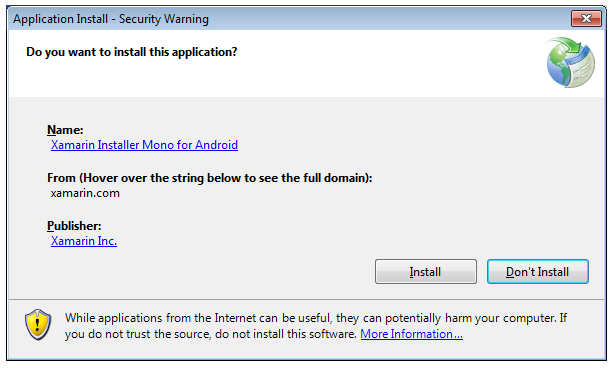 Application Install - Security Warning
Do you want to install this application?
Name:
Xamarin Installer Mono for Android
From (Hover over the string below to see the full domain):
xamarin.com
Publisher:
Xamarin Inc.
Install
Don't Install
While applications from the Internet can be useful, they can potentially harm your computer. If
you do not trust the source, do not install this software. More Information...